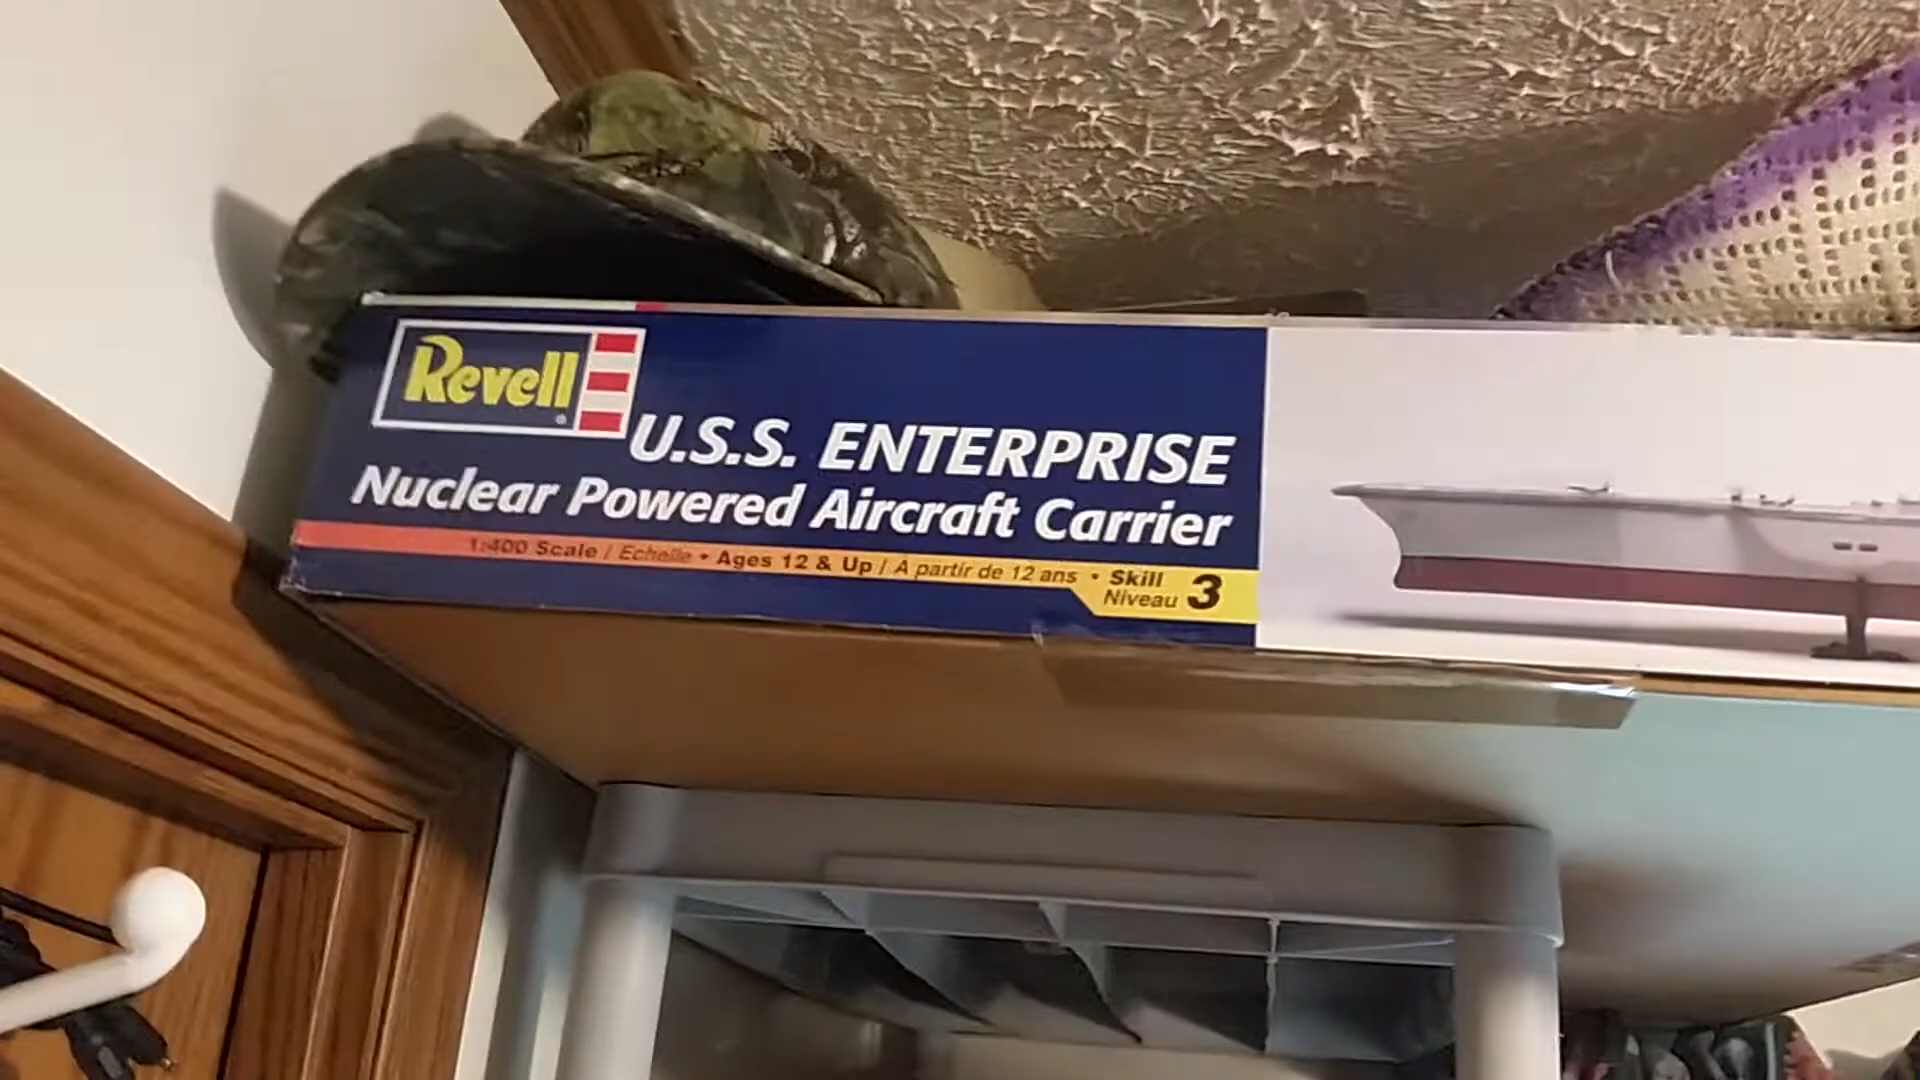 Revell
U.S.S. ENTERPRISE
Nuclear Powered Aircraft Carrier
1:400 Scale / Echelle • Ages 12 & Up / A partir de 12 ans • Skill
Niveau 3